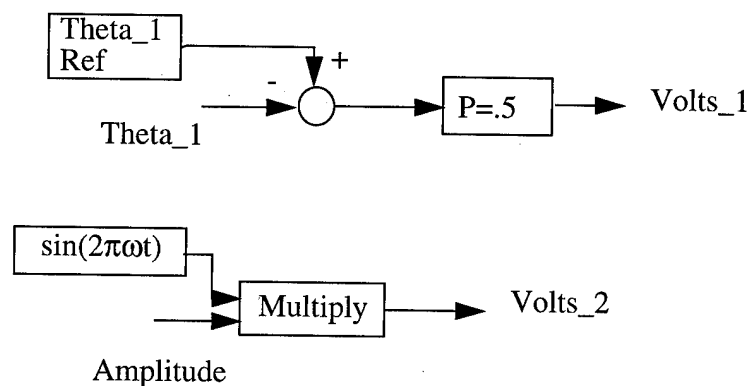 Theta_1
Ref
+
-
Theta_1
P=.5
Volts_1
sin(2πωt)
Multiply
Volts_2
Amplitude